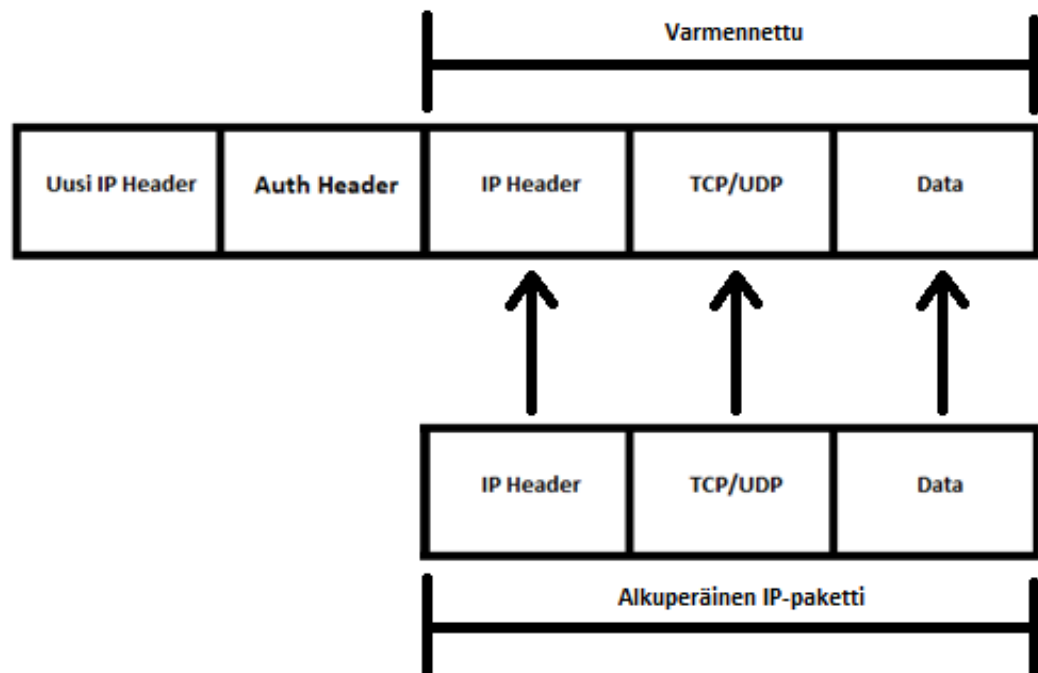 Varmennettu
Uusi IP Header
Auth Header
IP Header
TCP/UDP
Data
IP Header
TCP/UDP
Data
Alkuperäinen IP-paketti